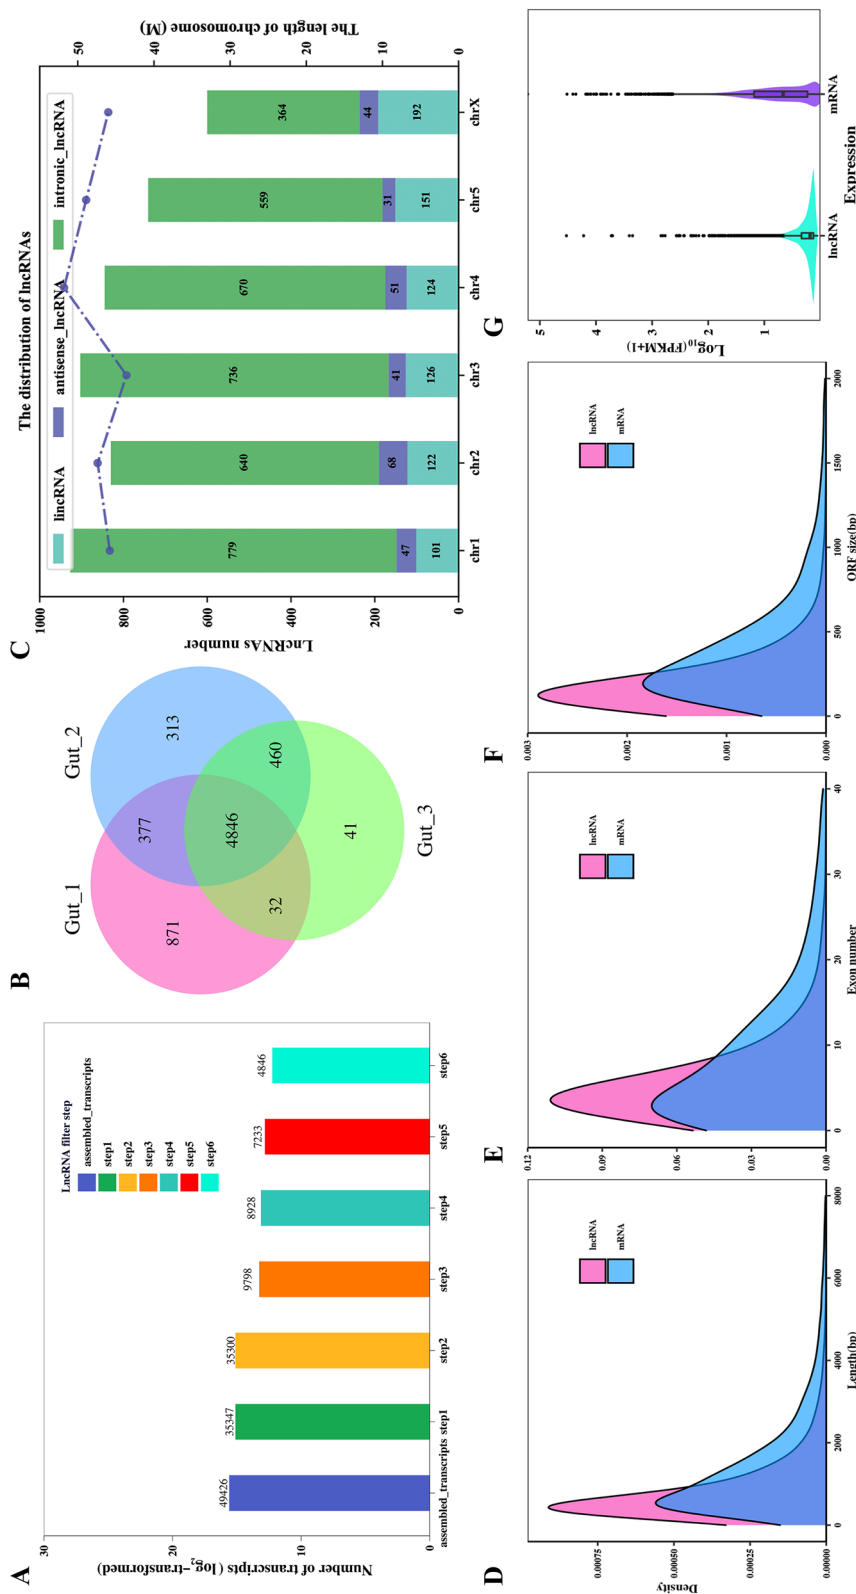 A
Number of transcripts (log2-transformed)
30
20
10
0
LncRNA filter step
assembled_transcripts
step1
step2
step3
step4
step5
step6
49426
35347
35300
9798
8928
7233
4846
assembled_transcripts
step1
step2
step3
step4
step5
step6
B
Gut_1
Gut_2
Gut_3
871
377
313
4846
32
460
41
C
The distribution of lncRNAs
lincRNA
antisense_lncRNA
intronic_lncRNA
LncRNAs number
1000
800
600
400
200
0
The length of chromosome (M)
50
40
30
20
10
0
779
47
101
640
68
122
736
41
126
670
51
124
559
31
151
364
44
192
chr1
chr2
chr3
chr4
chr5
chrX
D
Density
0.00075
0.00050
0.00025
0.00000
lncRNA
mRNA
0
2000
4000
6000
8000
Length(bp)
E
0.12
0.09
0.06
0.03
0.00
lncRNA
mRNA
0
10
20
30
40
Exon number
F
0.003
0.002
0.001
0.000
lncRNA
mRNA
0
500
1000
1500
2000
ORF size(bp)
G
Log10(FPKM+1)
5
4
3
2
1
lncRNA
mRNA
Expression